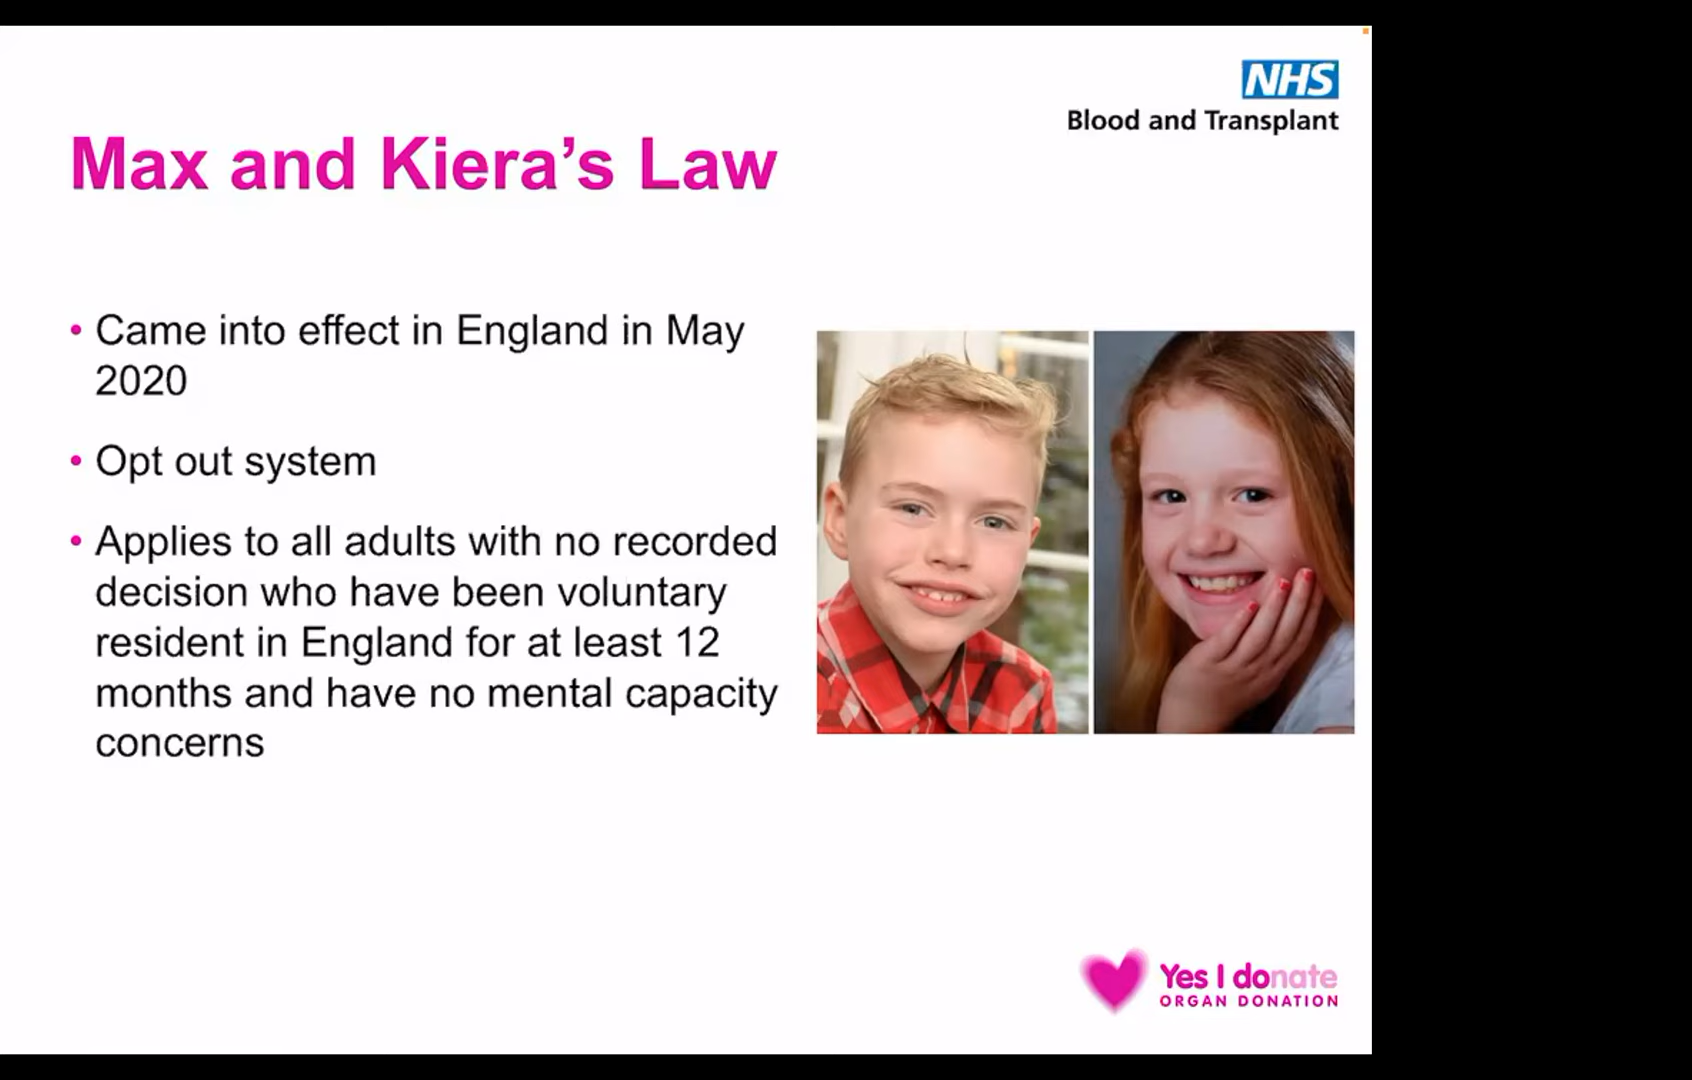 NHS
Blood and Transplant
Max and Kiera’s Law
• Came into effect in England in May
2020
• Opt out system
• Applies to all adults with no recorded
decision who have been voluntary
resident in England for at least 12
months and have no mental capacity
concerns
Yes I donate
ORGAN DONATION